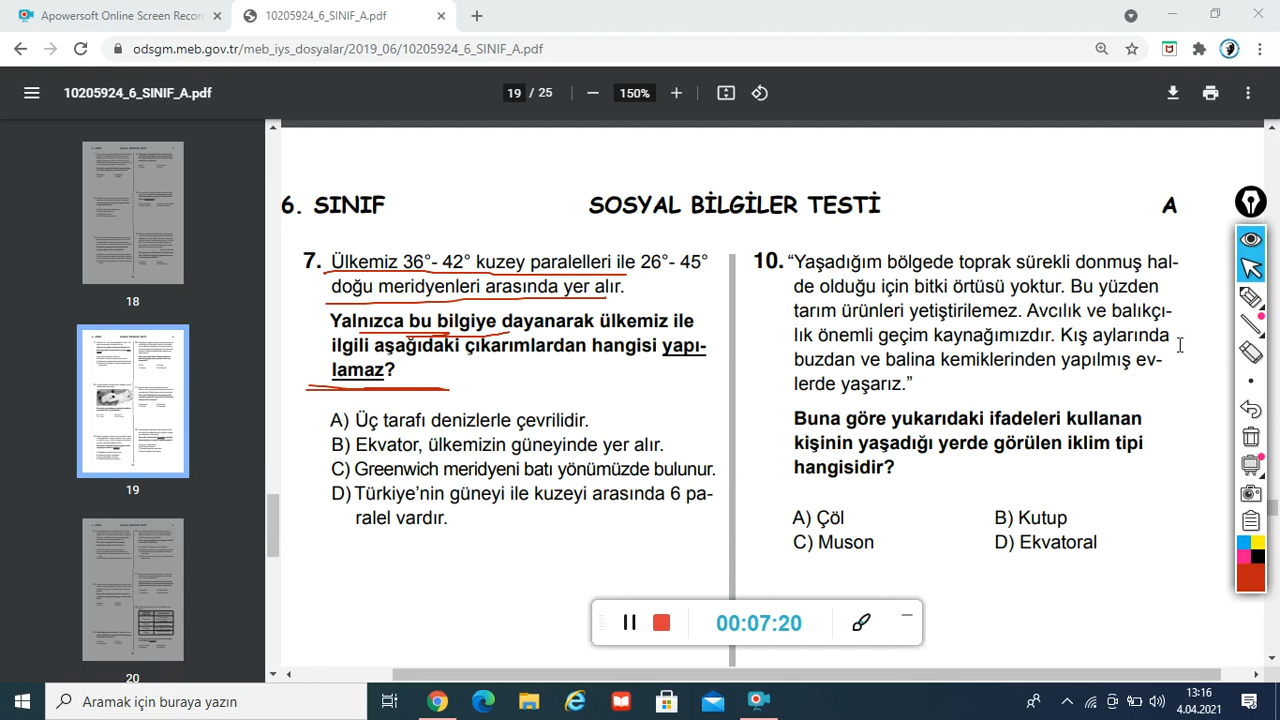 Apowersoft Online Screen Recor
10205924_6_SINIF_A.pdf
odsgm.meb.gov.tr/meb_iys_dosyalar/2019_06/10205924_6_SINIF_A.pdf
10205924_6_SINIF_A.pdf
19 / 25
150%
18
19
20
6. SINIF
SOSYAL BİLGİLER TESTİ
A
7. Ülkemiz 36°- 42° kuzey paralelleri ile 26°- 45°
doğu meridyenleri arasında yer alır.
Yalnızca bu bilgiye dayanarak ülkemiz ile
ilgili aşağıdaki çıkarımlardan hangisi yapı-
lamaz?
A) Üç tarafı denizlerle çevrilidir.
B) Ekvator, ülkemizin güneyinde yer alır.
C) Greenwich meridyeni batı yönümüzde bulunur.
D) Türkiye'nin güneyi ile kuzeyi arasında 6 pa-
ralel vardır.
10. “Yaşadığım bölgede toprak sürekli donmuş hal-
de olduğu için bitki örtüsü yoktur. Bu yüzden
tarım ürünleri yetiştirilemez. Avcılık ve balıkçı-
lık önemli geçim kaynağımızdır. Kış aylarında
buzdan ve balina kemiklerinden yapılmış ev-
lerde yaşarız.”
Buna göre yukarıdaki ifadeleri kullanan
kişinin yaşadığı yerde görülen iklim tipi
hangisidir?
A) Çöl
B) Kutup
C) Muson
D) Ekvatoral
00:07:20
Aramak için buraya yazın
13:16
4.04.2021